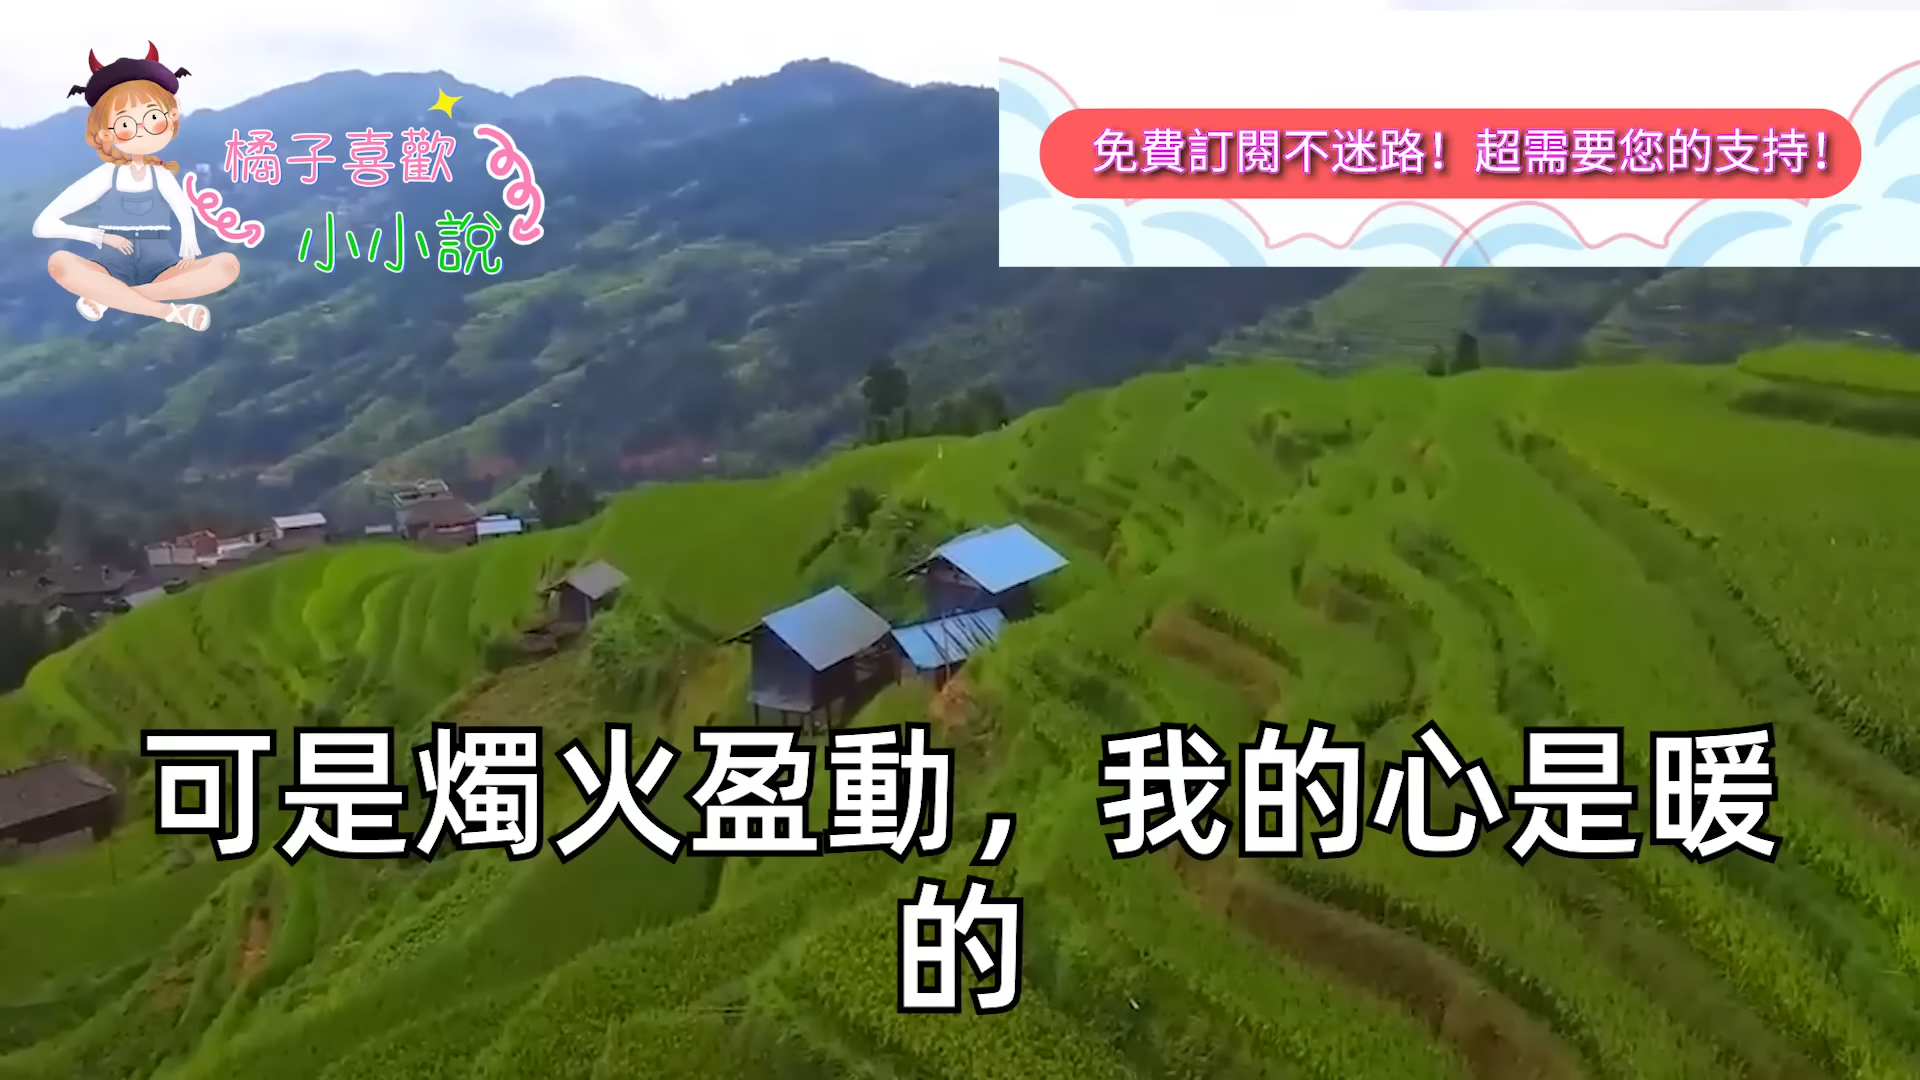 橘子喜歡
小小說
免費訂閱不迷路！超需要您的支持！
可是燭火盈動，我的心是暖
的